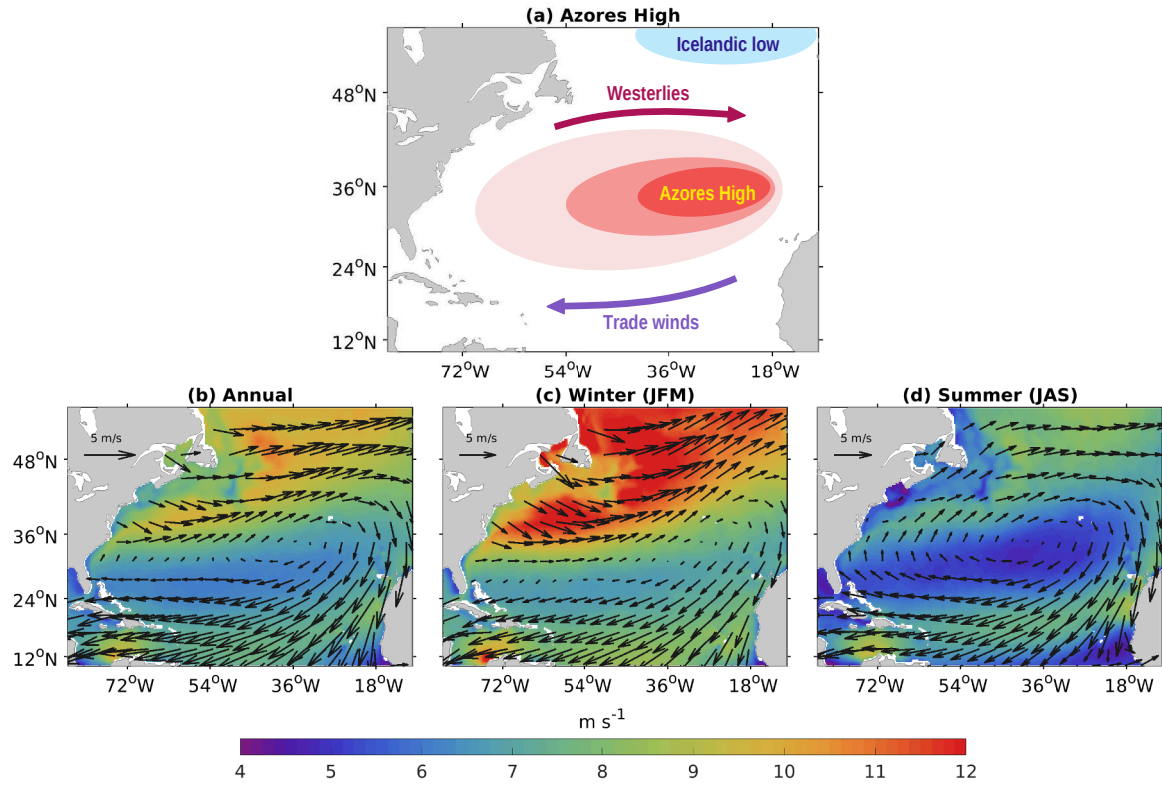 (a) Azores High
Icelandic low
48°N
Westerlies
36°N
Azores High
24°N
Trade winds
12°N
72°W 54°W 36°W 18°W
(b) Annual
(c) Winter (JFM)
(d) Summer (JAS)
5 m/s
5 m/s
5 m/s
48°N
36°N
24°N
12°N
72°W 54°W 36°W 18°W
72°W 54°W 36°W 18°W
72°W 54°W 36°W 18°W
m s⁻¹
4 5 6 7 8 9 10 11 12